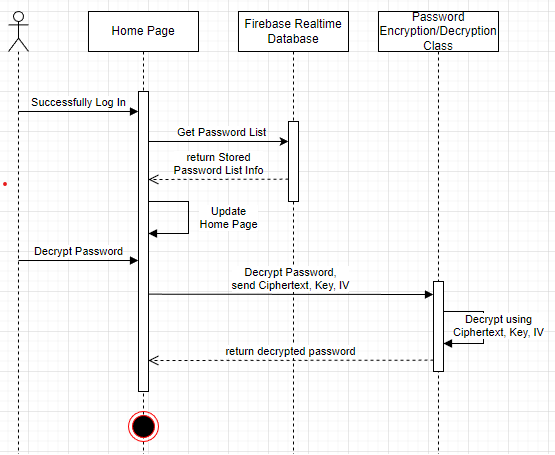 Home Page
Firebase Realtime
Database
Password
Encryption/Decryption
Class
Successfully Log In
Get Password List
return Stored
Password List Info
Update
Home Page
Decrypt Password
Decrypt Password,
send Ciphertext, Key, IV
Decrypt using
Ciphertext, Key, IV
return decrypted password